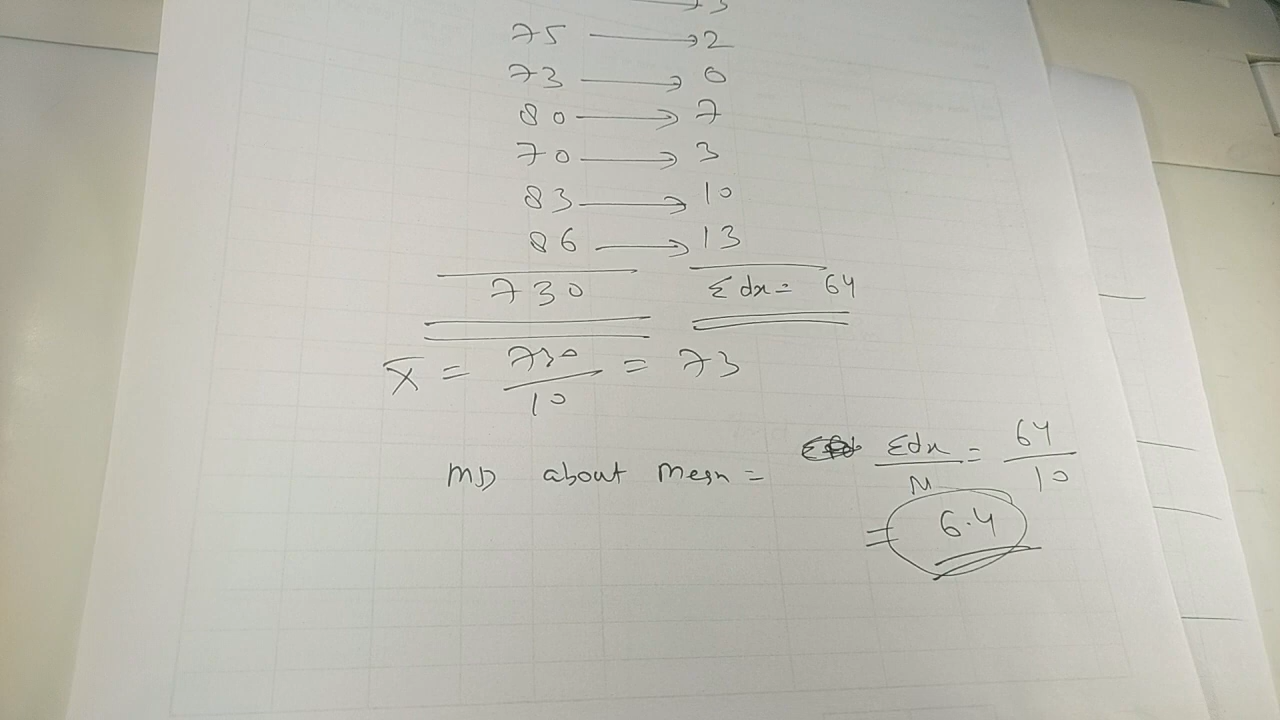 → 3
75 → 2
73 → 0
80 → 7
70 → 3
83 → 10
86 → 13
730 Σdx = 64
X̄ = 730/10 = 73
MD about Mean = Σdx/N = 64/10
= 6.4